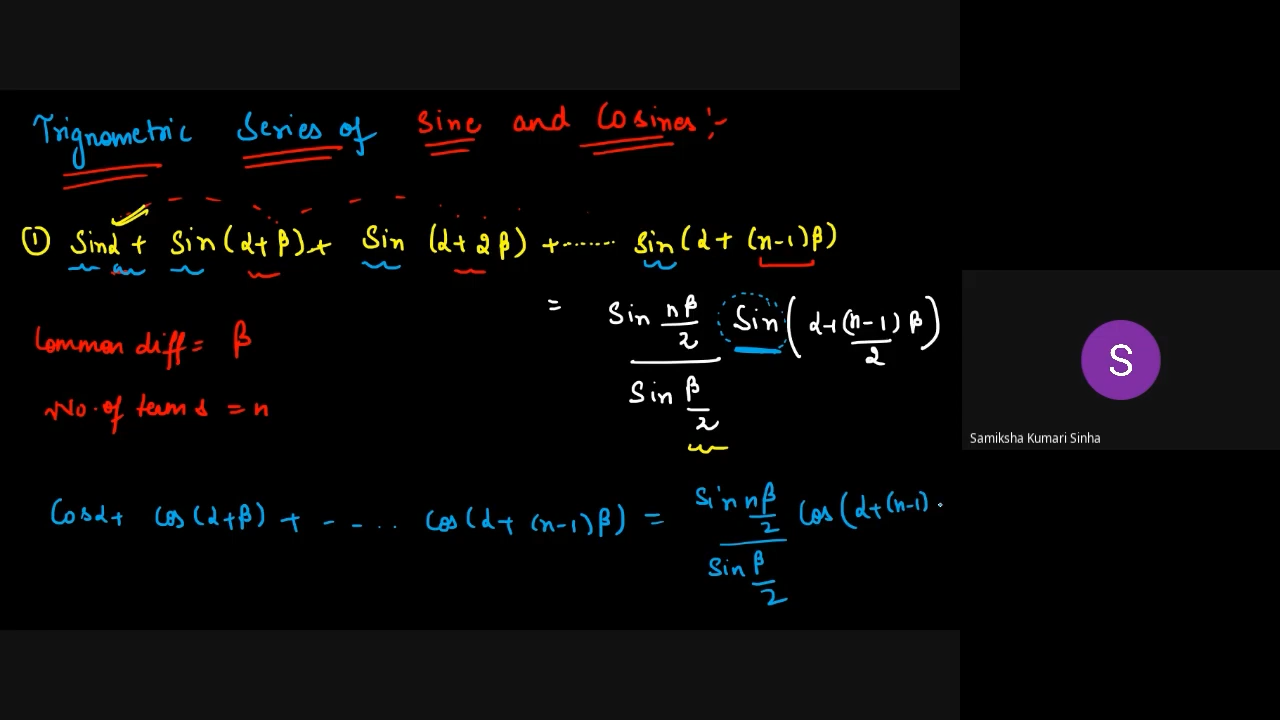 Trignometric Series of Sine and Cosines :-
① Sinα + Sin(α+β) + Sin (α+2β) + ....... Sin(α + (n-1)β)
= Sin nβ/2 / Sin β/2 Sin(α+(n-1)β/2)
Common diff = β
No. of terms = n
Cosα + cos(α+β) + - - ... cos(α + (n-1)β) = Sin nβ/2 / Sin β/2 Cos(α+(n-1) .
S
Samiksha Kumari Sinha